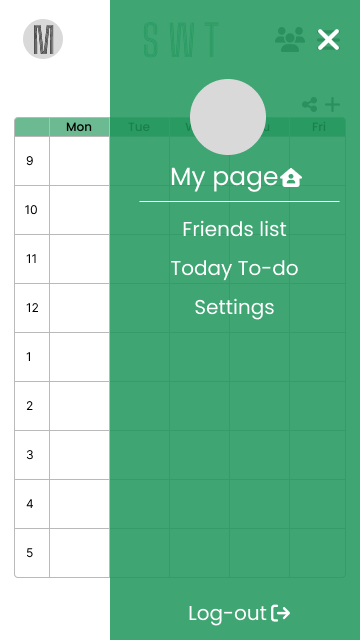 M
SWT
Mon
Tue
Fri
My page
Friends list
Today To-do
Settings
9
10
11
12
1
2
3
4
5
Log-out